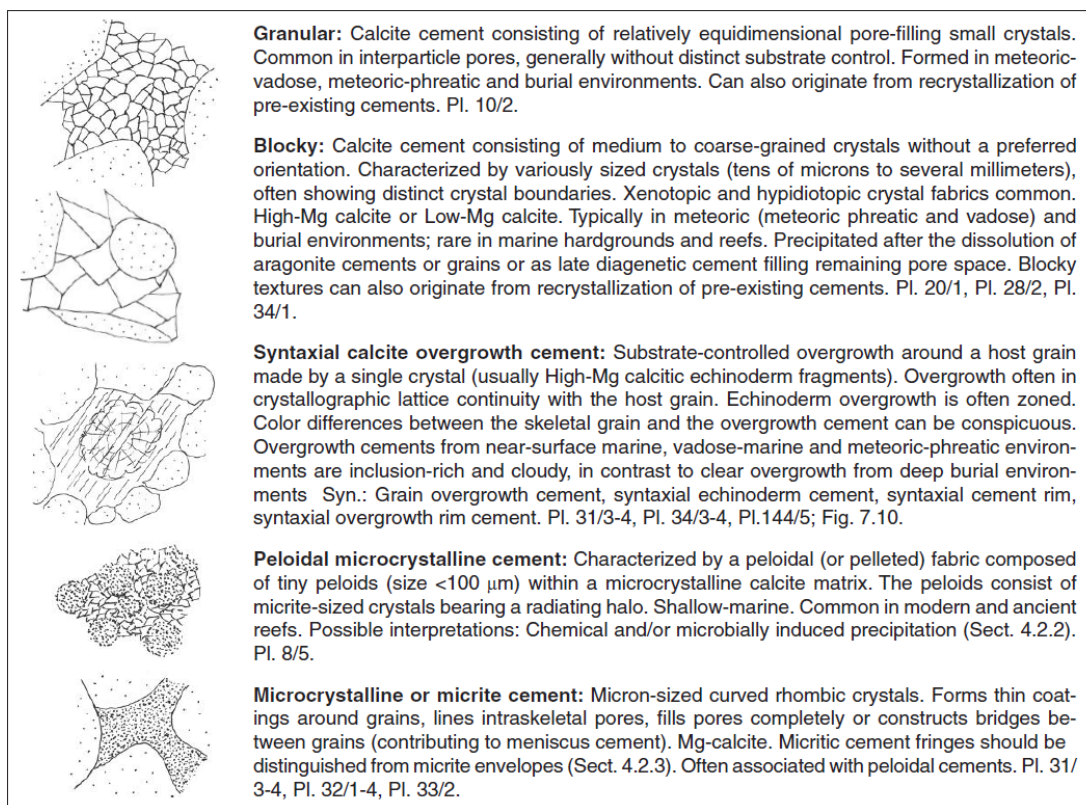 Granular: Calcite cement consisting of relatively equidimensional pore-filling small crystals.
Common in interparticle pores, generally without distinct substrate control. Formed in meteoric-
vadose, meteoric-phreatic and burial environments. Can also originate from recrystallization of
pre-existing cements. Pl. 10/2.
Blocky: Calcite cement consisting of medium to coarse-grained crystals without a preferred
orientation. Characterized by variously sized crystals (tens of microns to several millimeters),
often showing distinct crystal boundaries. Xenotopic and hypidiotopic crystal fabrics common.
High-Mg calcite or Low-Mg calcite. Typically in meteoric (meteoric phreatic and vadose) and
burial environments; rare in marine hardgrounds and reefs. Precipitated after the dissolution of
aragonite cements or grains or as late diagenetic cement filling remaining pore space. Blocky
textures can also originate from recrystallization of pre-existing cements. Pl. 20/1, Pl. 28/2, Pl.
34/1.
Syntaxial calcite overgrowth cement: Substrate-controlled overgrowth around a host grain
made by a single crystal (usually High-Mg calcitic echinoderm fragments). Overgrowth often in
crystallographic lattice continuity with the host grain. Echinoderm overgrowth is often zoned.
Color differences between the skeletal grain and the overgrowth cement can be conspicuous.
Overgrowth cements from near-surface marine, vadose-marine and meteoric-phreatic environ-
ments are inclusion-rich and cloudy, in contrast to clear overgrowth from deep burial environ-
ments Syn.: Grain overgrowth cement, syntaxial echinoderm cement, syntaxial cement rim,
syntaxial overgrowth rim cement. Pl. 31/3-4, Pl. 34/3-4, Pl.144/5; Fig. 7.10.
Peloidal microcrystalline cement: Characterized by a peloidal (or pelleted) fabric composed
of tiny peloids (size <100 μm) within a microcrystalline calcite matrix. The peloids consist of
micrite-sized crystals bearing a radiating halo. Shallow-marine. Common in modern and ancient
reefs. Possible interpretations: Chemical and/or microbially induced precipitation (Sect. 4.2.2).
Pl. 8/5.
Microcrystalline or micrite cement: Micron-sized curved rhombic crystals. Forms thin coat-
ings around grains, lines intraskeletal pores, fills pores completely or constructs bridges be-
tween grains (contributing to meniscus cement). Mg-calcite. Micritic cement fringes should be
distinguished from micrite envelopes (Sect. 4.2.3). Often associated with peloidal cements. Pl. 31/
3-4, Pl. 32/1-4, Pl. 33/2.